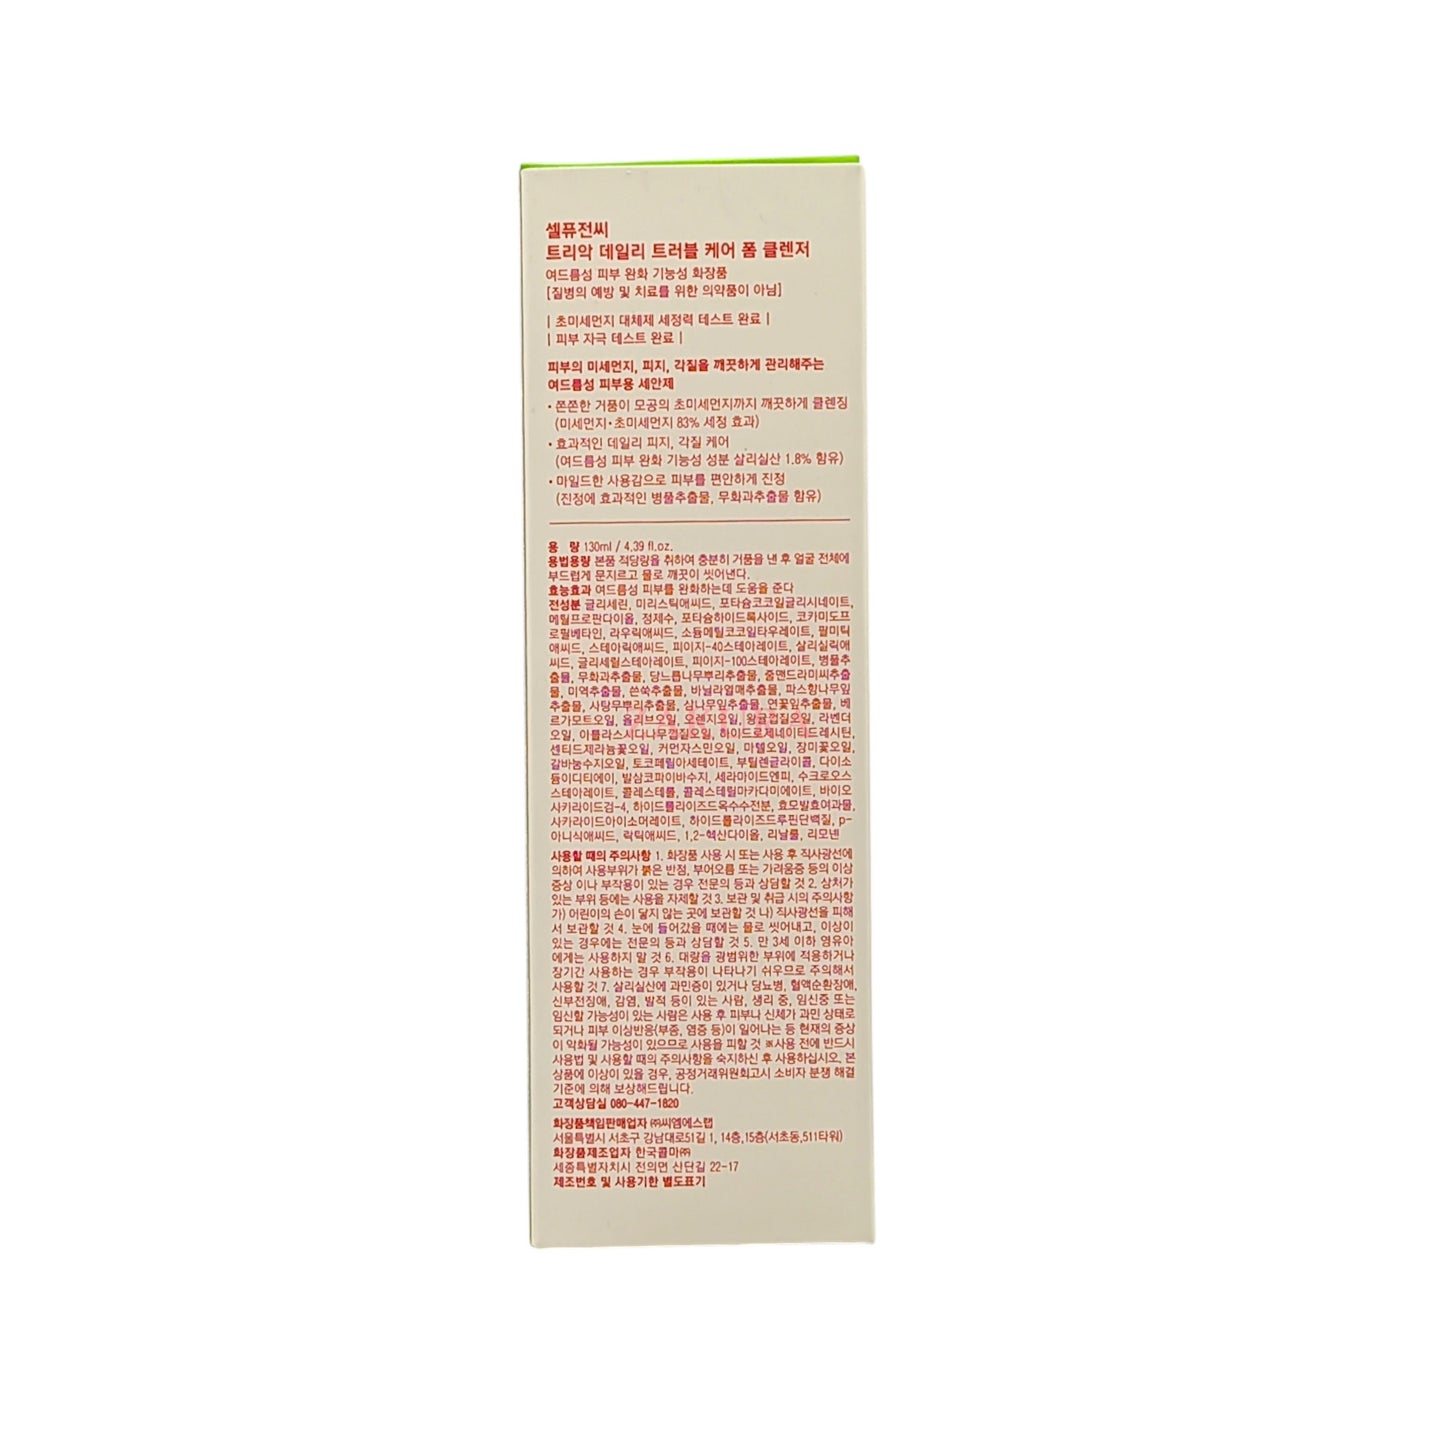 셀퓨전씨
트리악 데일리 트러블 케어 폼 클렌저
여드름성 피부 완화 기능성 화장품
[질병의 예방 및 치료를 위한 의약품이 아님]
| 초미세먼지 대체제 세정력 테스트 완료 |
| 피부 자극 테스트 완료 |
피부의 미세먼지, 피지, 각질을 깨끗하게 관리해주는
여드름성 피부용 세안제
• 쫀쫀한 거품이 모공의 초미세먼지까지 깨끗하게 클렌징
(미세먼지•초미세먼지 83% 세정 효과)
• 효과적인 데일리 피지, 각질 케어
(여드름성 피부 완화 기능성 성분 살리실산 1.8% 함유)
• 마일드한 사용감으로 피부를 편안하게 진정
(진정에 효과적인 병풀추출물, 무화과추출물 함유)
용 량 130ml / 4.39 fl.oz.
용법용량 본품 적당량을 취하여 충분히 거품을 낸 후 얼굴 전체에
부드럽게 문지르고 물로 깨끗이 씻어낸다.
효능효과 여드름성 피부를 완화하는데 도움을 준다
전성분 글리세린, 미리스틱애씨드, 포타슘코코일글리시네이트,
메틸프로판다이올, 정제수, 포타슘하이드록사이드, 코카미도프
로필베타인, 라우릭애씨드, 소듐메틸코코일타우레이트, 팔미틱
애씨드, 스테아릭애씨드, 피이지-40스테아레이트, 살리실릭애
씨드, 글리세릴스테아레이트, 피이지-100스테아레이트, 병풀추
출물, 무화과추출물, 당느릅나무뿌리추출물, 줄맨드라미씨추출
물, 미역추출물, 쓴쑥추출물, 바닐라열매추출물, 파스향나무잎
추출물, 사탕무뿌리추출물, 삼나무잎추출물, 연꽃잎추출물, 베
르가모트오일, 올리브오일, 오렌지오일, 왕귤껍질오일, 라벤더
오일, 아틀라스시다나무껍질오일, 하이드로제네이티드레시틴,
센티드제라늄꽃오일, 커먼자스민오일, 마텔오일, 장미꽃오일,
갈바눔수지오일, 토코페릴아세테이트, 부틸렌글라이콜, 다이소
듐이디티에이, 발삼코파이바수지, 세라마이드엔피, 수크로오스
스테아레이트, 콜레스테롤, 콜레스테릴마카다미에이트, 바이오
사카라이드검-4, 하이드롤라이즈드옥수수전분, 효모발효여과물,
사카라이드아이소머레이트, 하이드롤라이즈드루핀단백질, p-
아니식애씨드, 락틱애씨드, 1,2-헥산다이올, 리날룰, 리모넨
사용할 때의 주의사항 1. 화장품 사용 시 또는 사용 후 직사광선에
의하여 사용부위가 붉은 반점, 부어오름 또는 가려움증 등의 이상
증상 이나 부작용이 있는 경우 전문의 등과 상담할 것 2. 상처가
있는 부위 등에는 사용을 자제할 것 3. 보관 및 취급 시의 주의사항
가) 어린이의 손이 닿지 않는 곳에 보관할 것 나) 직사광선을 피해
서 보관할 것 4. 눈에 들어갔을 때에는 물로 씻어내고, 이상이
있는 경우에는 전문의 등과 상담할 것 5. 만 3세 이하 영유아
에게는 사용하지 말 것 6. 대량을 광범위한 부위에 적용하거나
장기간 사용하는 경우 부작용이 나타나기 쉬우므로 주의해서
사용할 것 7. 살리실산에 과민증이 있거나 당뇨병, 혈액순환장애,
신부전장애, 감염, 발적 등이 있는 사람, 생리 중, 임신중 또는
임신할 가능성이 있는 사람은 사용 후 피부나 신체가 과민 상태로
되거나 피부 이상반응(부종, 염증 등)이 일어나는 등 현재의 증상
이 악화될 가능성이 있으므로 사용을 피할 것 ※사용 전에 반드시
사용법 및 사용할 때의 주의사항을 숙지하신 후 사용하십시오. 본
상품에 이상이 있을 경우, 공정거래위원회고시 소비자 분쟁 해결
기준에 의해 보상해드립니다.
고객상담실 080-447-1820
화장품책임판매업자 ㈜씨엠에스랩
서울특별시 서초구 강남대로51길 1, 14층,15층(서초동,511타워)
화장품제조업자 한국콜마㈜
세종특별자치시 전의면 산단길 22-17
제조번호 및 사용기한 별도표기